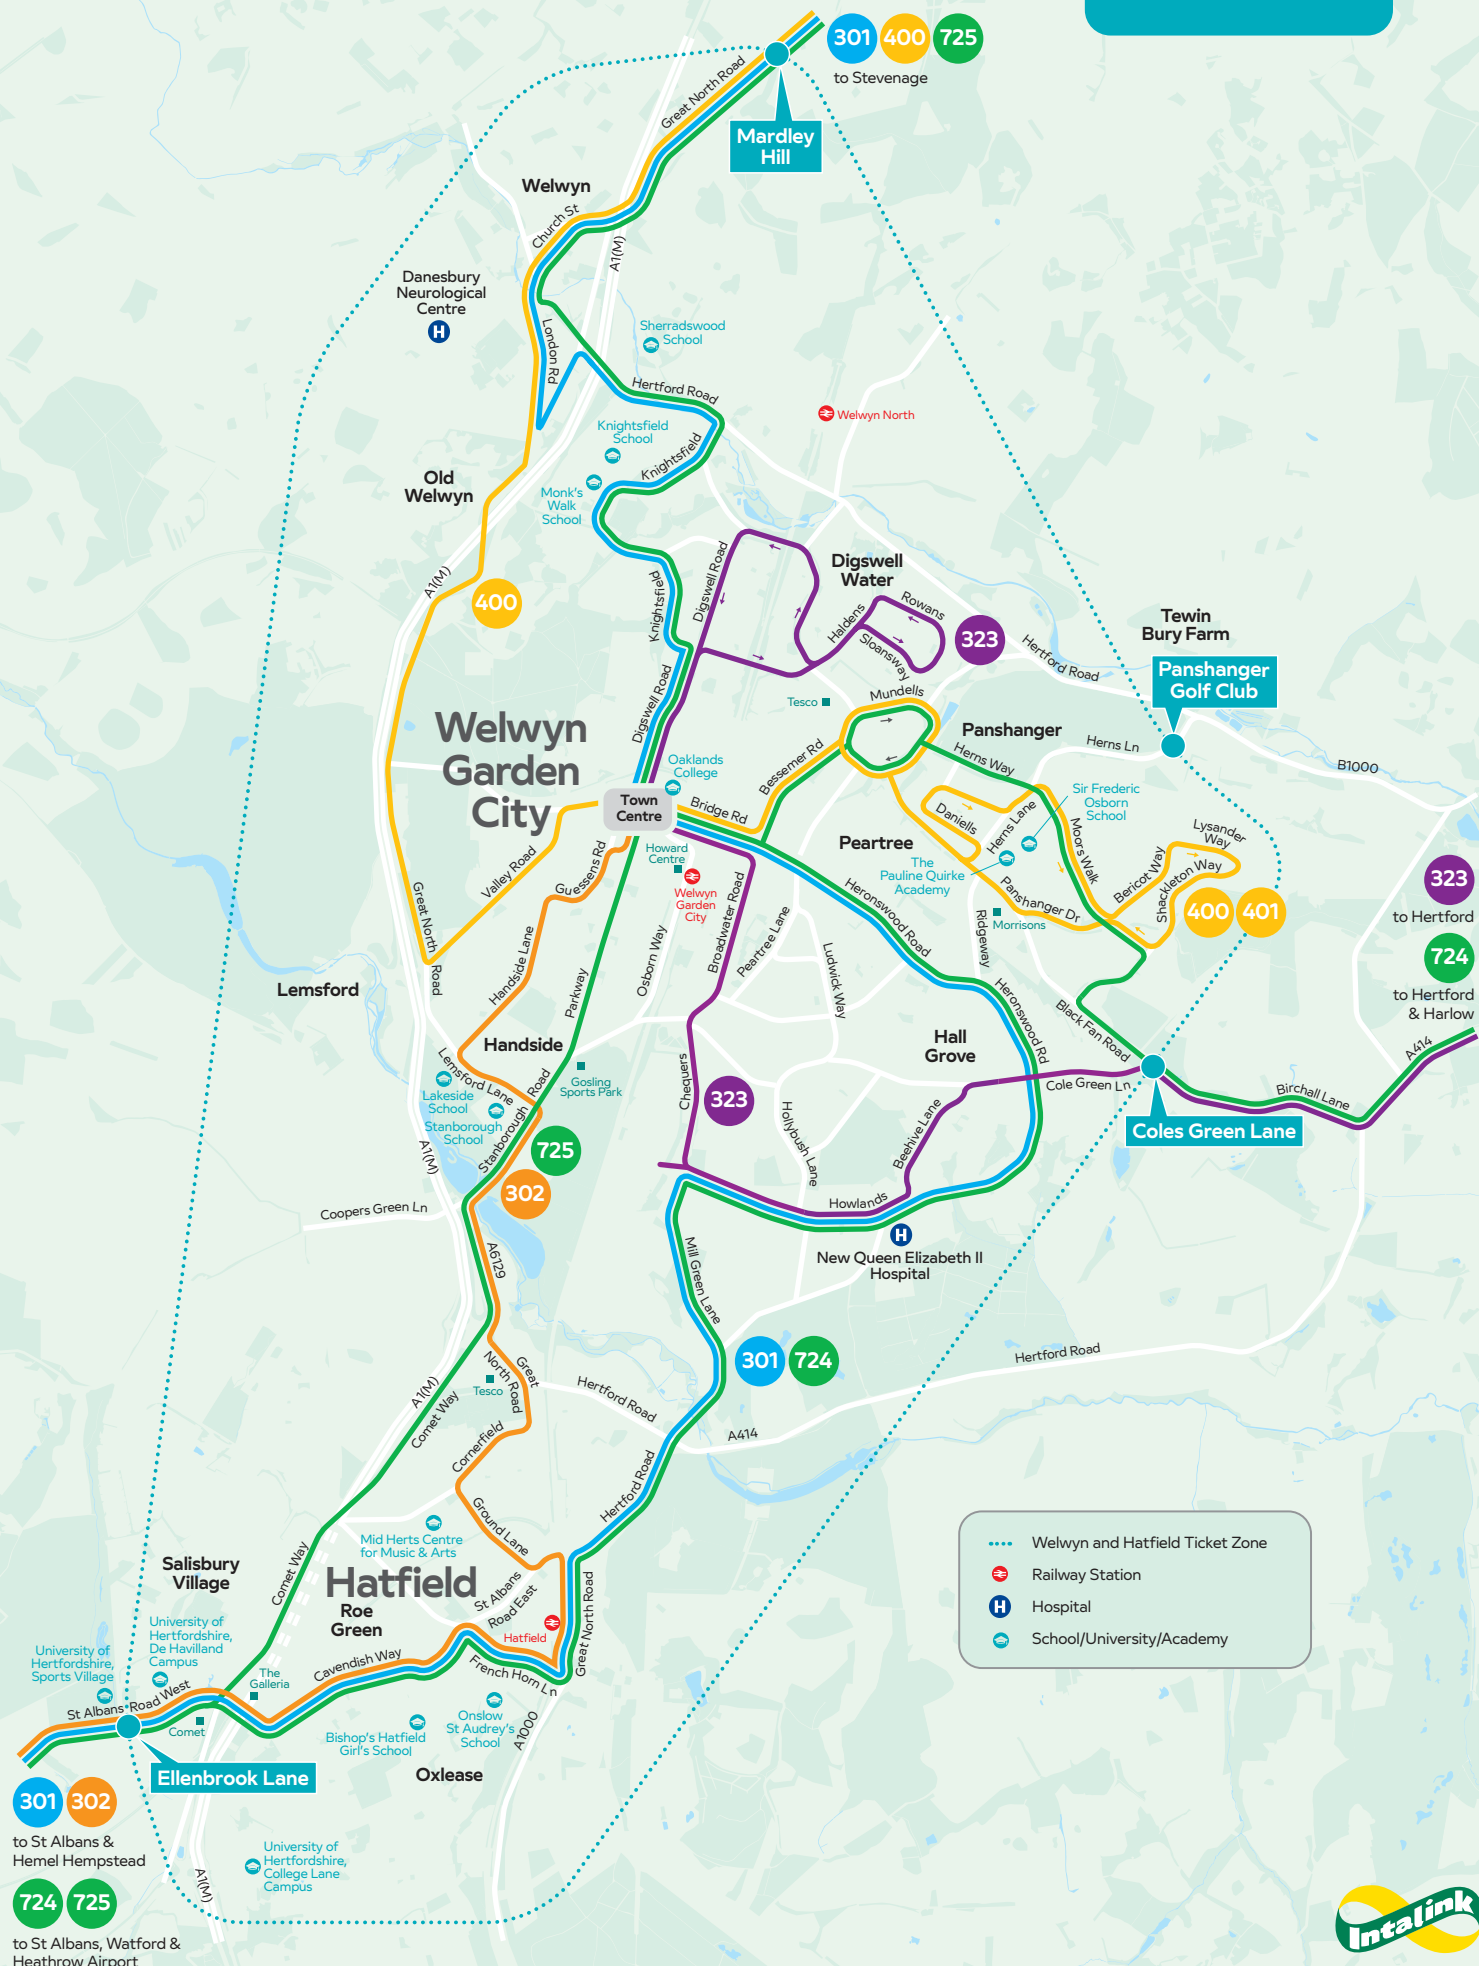 301 400 725
to Stevenage
Great North Road
Mardley
Hill
Welwyn
Church St
A1(M)
Danesbury
Neurological
Centre
H
London Rd
Sherradswood
School
Hertford Road
Welwyn North
Knightsfield
School
Knightsfield
Old
Welwyn
Monk's
Walk
School
A1(M)
400
Knightsfield
Digswell Road
Digswell
Water
Haldens
Rowans
Sloansway
323
Hertford Road
Tewin
Bury Farm
Panshanger
Golf Club
Digswell Road
Tesco
Mundells
Panshanger
Herns Ln
B1000
Welwyn
Garden
City
Oaklands
College
Bessemer Rd
Herns Way
Town
Centre
Bridge Rd
Daniells
Herns Lane
Sir Frederic
Osborn
School
Moors Walk
Lysander
Way
Peartree
Howard
Centre
The
Pauline Quirke
Academy
Bericot Way
Shackleton Way
Valley Road
Guessens Rd
Welwyn
Garden
City
Broadwater Road
Heronswood Road
Panshanger Dr
Morrisons
400 401
323
to Hertford
724
to Hertford
& Harlow
Great North
Road
Handside Lane
Osborn Way
Peartree Lane
Ludwick Way
Ridgeway
Lemsford
Parkway
Heronswood Rd
Black Fan Road
Handside
Hall
Grove
A414
Lemsford Lane
Lakeside
School
Stanborough
School
Gosling
Sports Park
Chequers
323
Cole Green Ln
Birchall Lane
Coles Green Lane
Stanborough Road
725
302
A1(M)
Hollybush Lane
Beehive Lane
Howlands
Coopers Green Ln
H
New Queen Elizabeth II
Hospital
A6129
Mill Green Lane
301 724
Hertford Road
Great
North Road
Tesco
A1(M)
Comet Way
Hertford Road
A414
Cornerfield
Ground Lane
Hertford Road
Mid Herts Centre
for Music & Arts
Salisbury
Village
Comet Way
Hatfield
Roe
Green
St Albans
Road East
Hatfield
Great North Road
University of
Hertfordshire,
De Havilland
Campus
University of
Hertfordshire,
Sports Village
The
Galleria
Cavendish Way
French Horn Ln
St Albans Road West
Comet
Onslow
St Audrey's
School
Bishop's Hatfield
Girl's School
A1000
Oxlease
Ellenbrook Lane
301 302
to St Albans &
Hemel Hempstead
University of
Hertfordshire,
College Lane
Campus
A1(M)
724 725
to St Albans, Watford &
Heathrow Airport
Welwyn and Hatfield Ticket Zone
Railway Station
H Hospital
School/University/Academy
Intalink